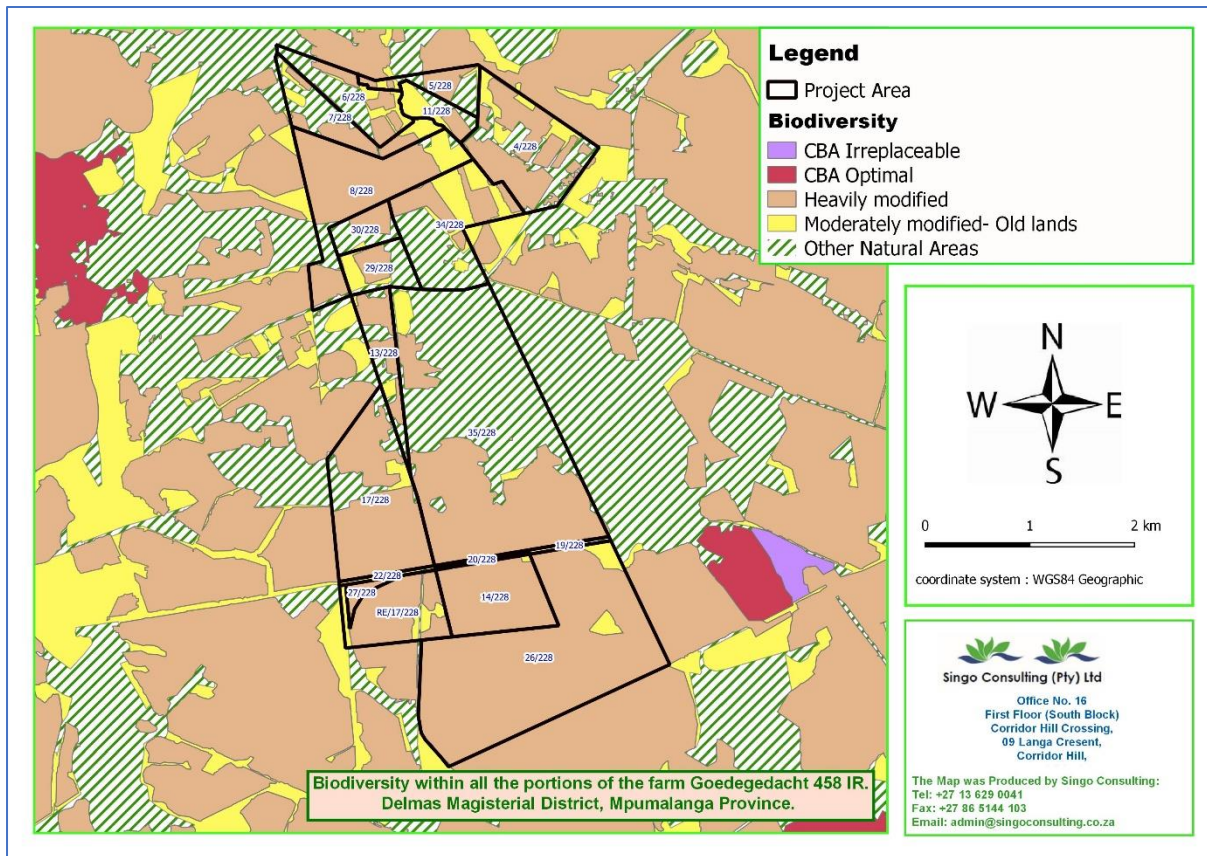 Legend
Project Area
Biodiversity
CBA Irreplaceable
CBA Optimal
Heavily modified
Moderately modified- Old lands
Other Natural Areas
5/228
6/228
7/228
11/228
4/228
8/228
34/228
30/228
29/228
13/228
35/228
17/228
19/228
20/228
22/228
27/228
14/228
RE/17/228
26/228
Biodiversity within all the portions of the farm Goedegedacht 458 IR.
Delmas Magisterial District, Mpumalanga Province.
N
W E
S
0 1 2 km
coordinate system : WGS84 Geographic
Singo Consulting (Pty) Ltd
Office No. 16
First Floor (South Block)
Corridor Hill Crossing,
09 Langa Cresent,
Corridor Hill,
The Map was Produced by Singo Consulting:
Tel: +27 13 629 0041
Fax: +27 86 5144 103
Email: admin@singoconsulting.co.za